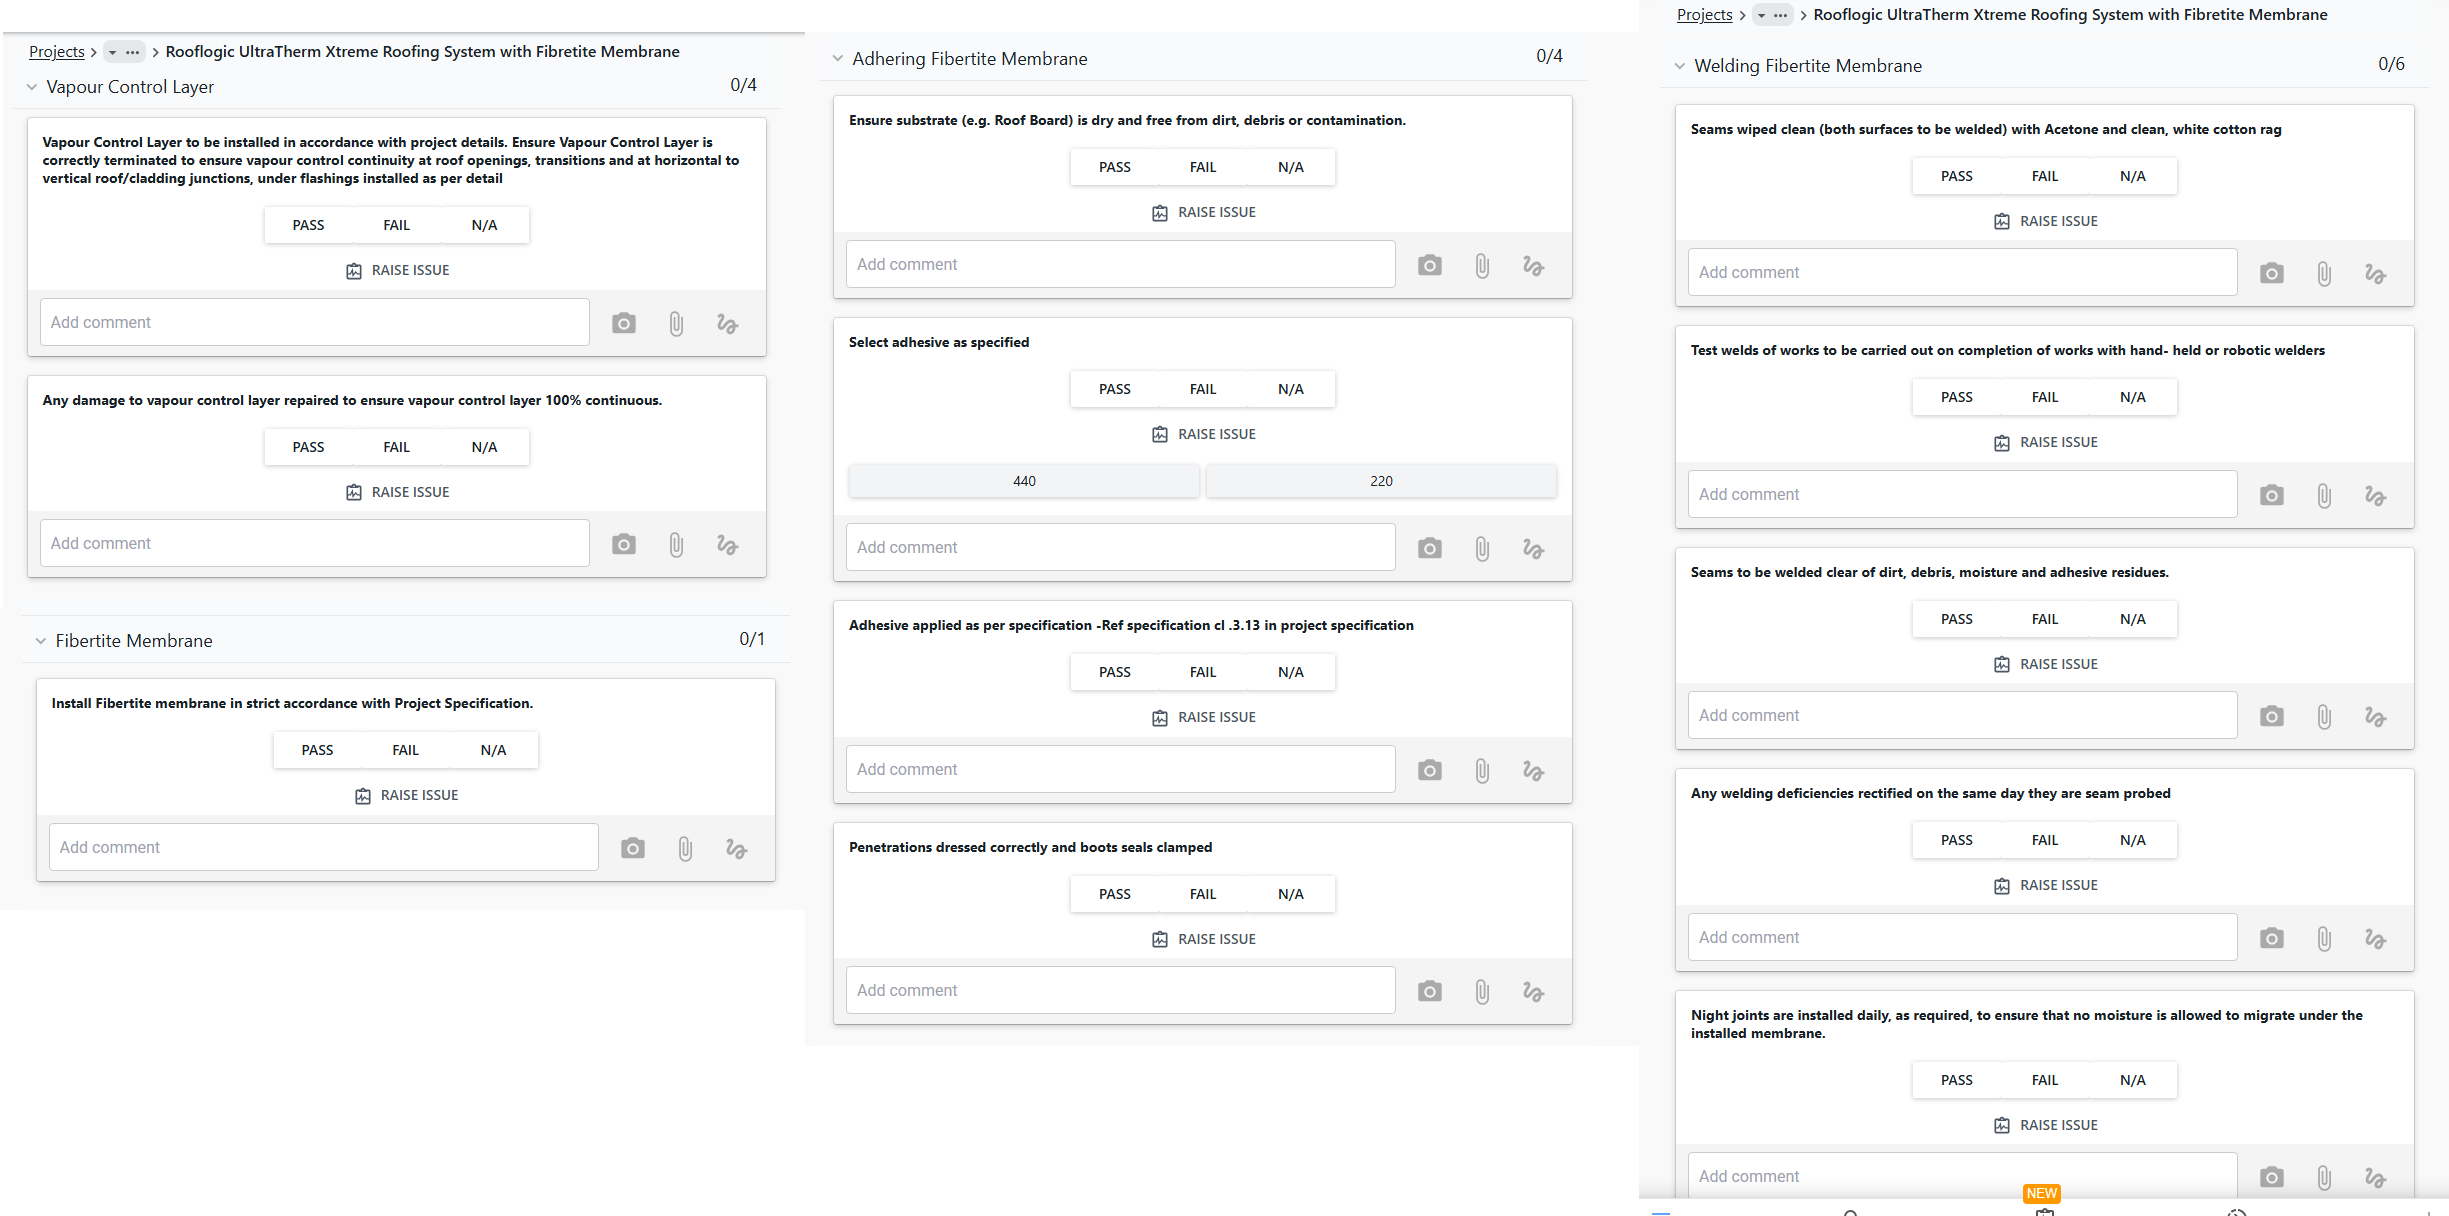 Projects > ... > Rooflogic UltraTherm Xtreme Roofing System with Fibretite Membrane
Vapour Control Layer 0/4
Vapour Control Layer to be installed in accordance with project details. Ensure Vapour Control Layer is
correctly terminated to ensure vapour control continuity at roof openings, transitions and at horizontal to
vertical roof/cladding junctions, under flashings installed as per detail
PASS FAIL N/A
RAISE ISSUE
Add comment
Any damage to vapour control layer repaired to ensure vapour control layer 100% continuous.
PASS FAIL N/A
RAISE ISSUE
Add comment
Fibertite Membrane 0/1
Install Fibertite membrane in strict accordance with Project Specification.
PASS FAIL N/A
RAISE ISSUE
Add comment
Adhering Fibertite Membrane 0/4
Ensure substrate (e.g. Roof Board) is dry and free from dirt, debris or contamination.
PASS FAIL N/A
RAISE ISSUE
Add comment
Select adhesive as specified
PASS FAIL N/A
RAISE ISSUE
440 220
Add comment
Adhesive applied as per specification -Ref specification cl .3.13 in project specification
PASS FAIL N/A
RAISE ISSUE
Add comment
Penetrations dressed correctly and boots seals clamped
PASS FAIL N/A
RAISE ISSUE
Add comment
Projects > ... > Rooflogic UltraTherm Xtreme Roofing System with Fibretite Membrane
Welding Fibertite Membrane 0/6
Seams wiped clean (both surfaces to be welded) with Acetone and clean, white cotton rag
PASS FAIL N/A
RAISE ISSUE
Add comment
Test welds of works to be carried out on completion of works with hand- held or robotic welders
PASS FAIL N/A
RAISE ISSUE
Add comment
Seams to be welded clear of dirt, debris, moisture and adhesive residues.
PASS FAIL N/A
RAISE ISSUE
Add comment
Any welding deficiencies rectified on the same day they are seam probed
PASS FAIL N/A
RAISE ISSUE
Add comment
Night joints are installed daily, as required, to ensure that no moisture is allowed to migrate under the
installed membrane.
PASS FAIL N/A
RAISE ISSUE
Add comment
NEW